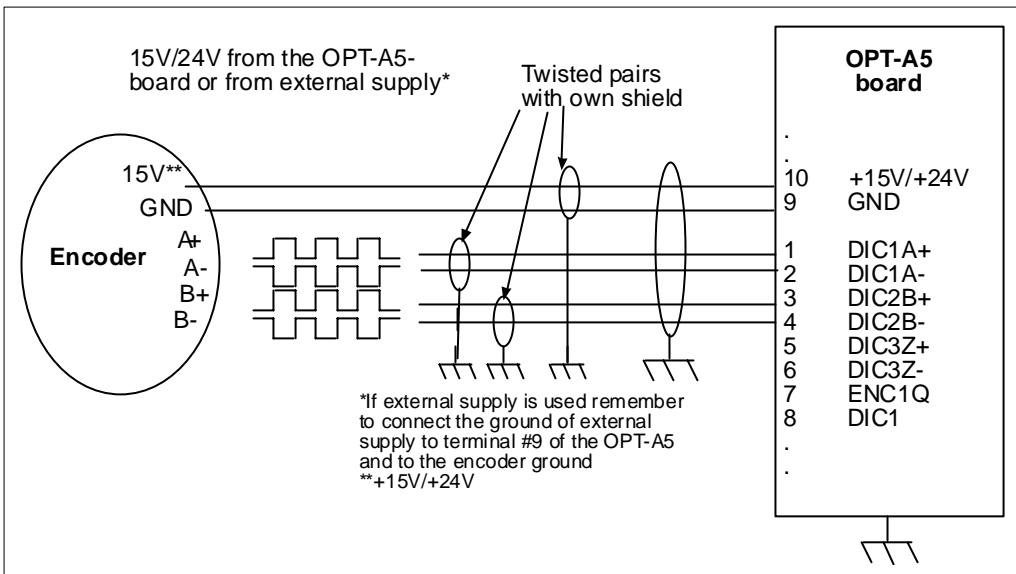 15V/24V from the OPT-A5-
board or from external supply*
Twisted pairs
with own shield
OPT-A5
board
Encoder
15V**
GND
A+
A-
B+
B-
.
.
10 +15V/+24V
9 GND
1 DIC1A+
2 DIC1A-
3 DIC2B+
4 DIC2B-
5 DIC3Z+
6 DIC3Z-
7 ENC1Q
8 DIC1
.
.
*If external supply is used remember
to connect the ground of external
supply to terminal #9 of the OPT-A5
and to the encoder ground
**+15V/+24V